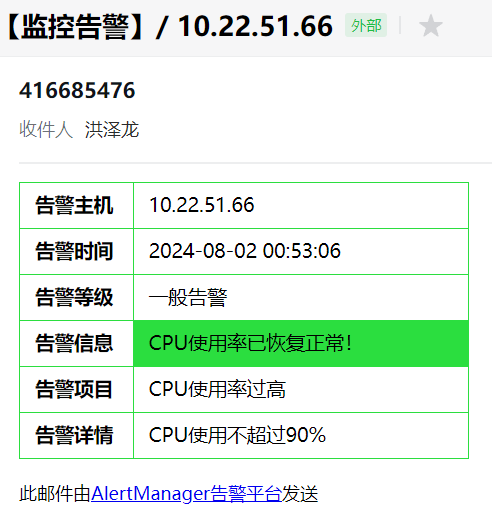 【监控告警】/ 10.22.51.66 外部
416685476
收件人 洪泽龙
告警主机 10.22.51.66
告警时间 2024-08-02 00:53:06
告警等级 一般告警
告警信息 CPU使用率已恢复正常!
告警项目 CPU使用率过高
告警详情 CPU使用不超过90%
此邮件由AlertManager告警平台发送